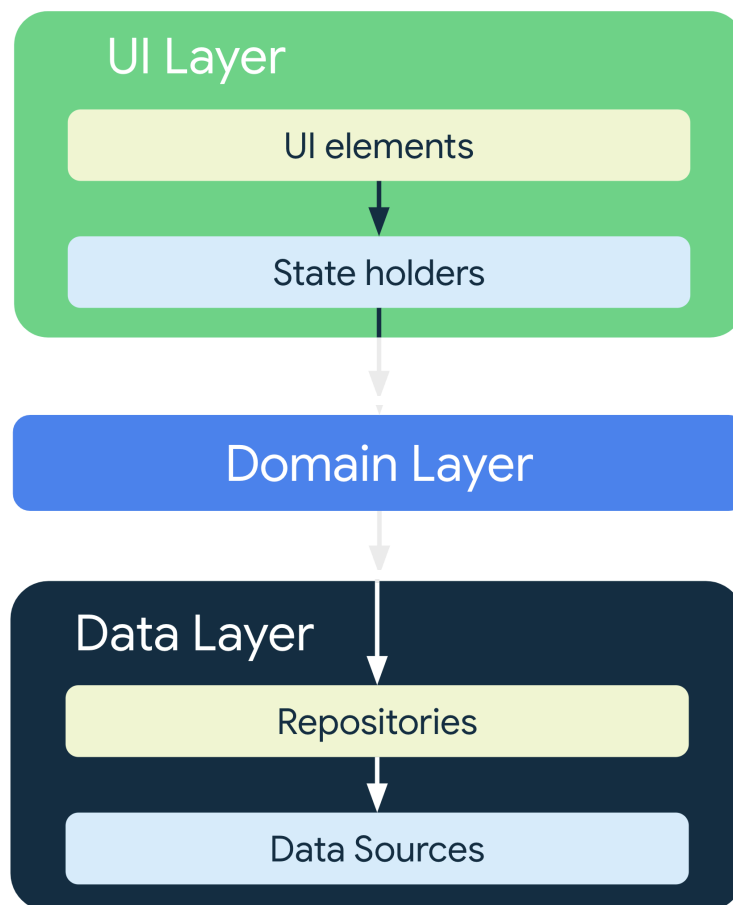 UI Layer
UI elements
State holders
Domain Layer
Data Layer
Repositories
Data Sources